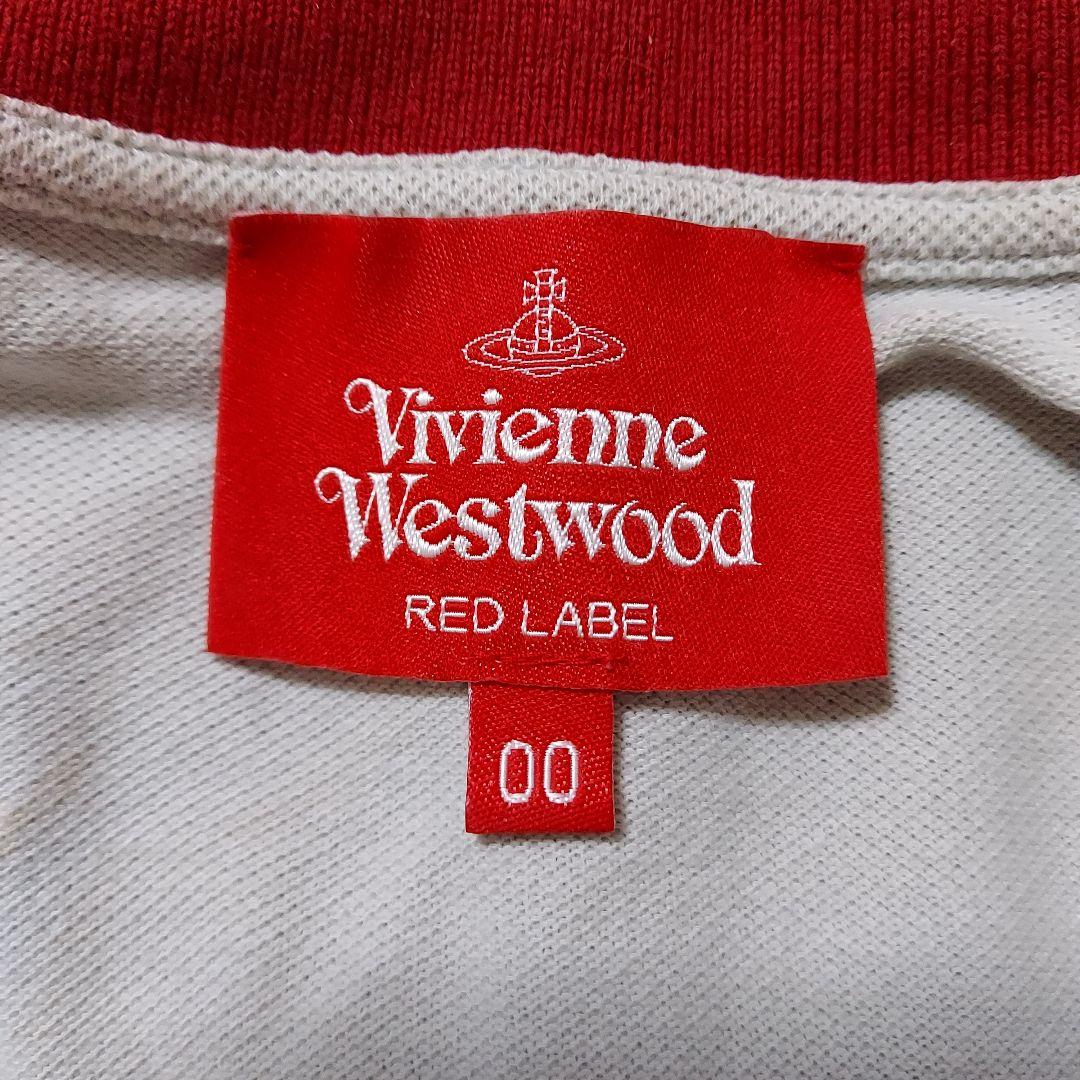 Vivienne
Westwood
RED LABEL
00